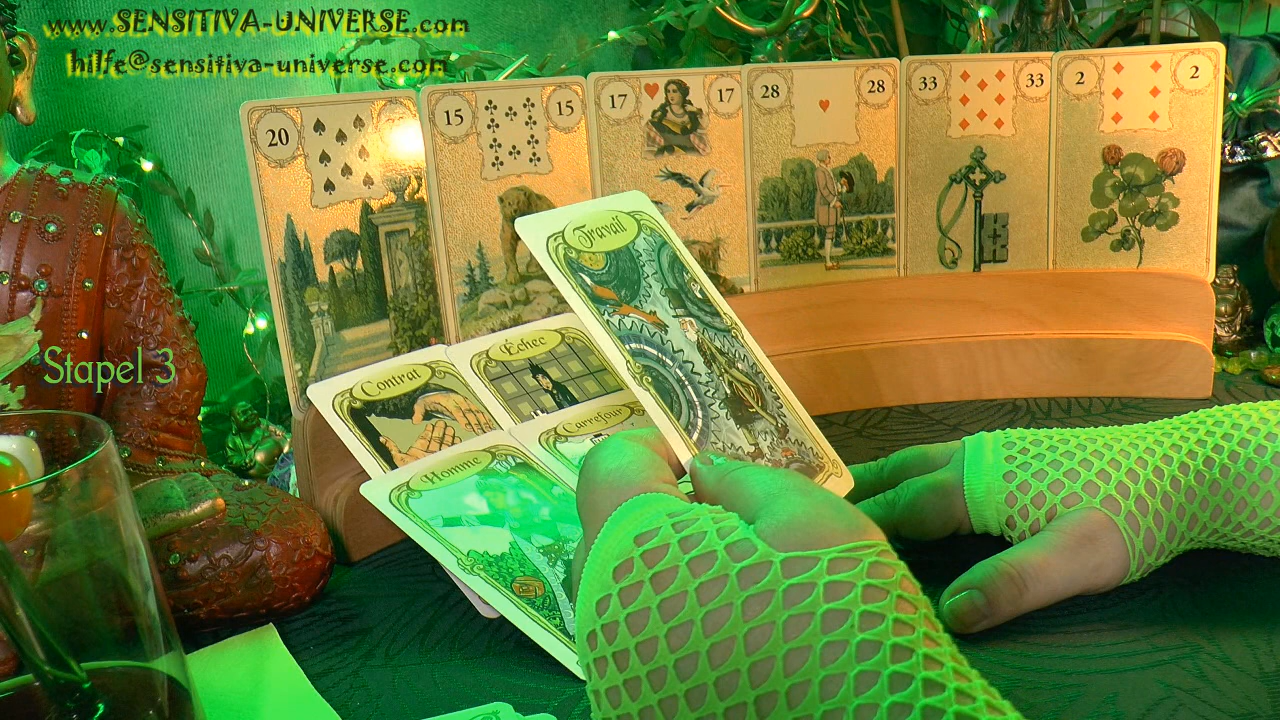 www.SENSITIVA-UNIVERSE.com
hilfe@sensitiva-universe.com
20
15 15
17 17
28 28
33 33
2 2
Travail
Échec
Contrat
Carrefour
Homme
Stapel 3